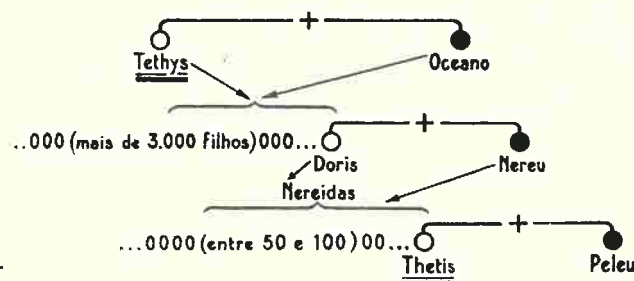 +
Tethys Oceano
..000 (mais de 3.000 filhos)000...
+
Doris Nereu
Nereidas
+
...0000 (entre 50 e 100)00...
Thetis Peleu